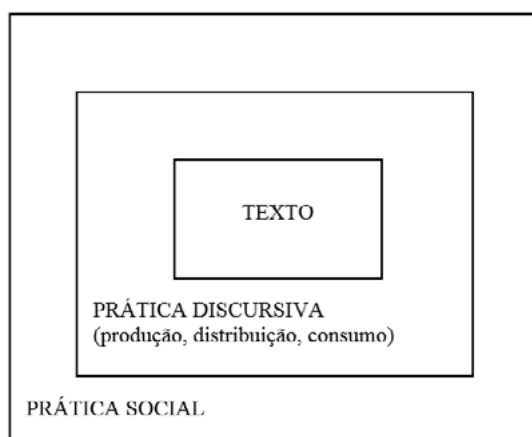 TEXTO
PRÁTICA DISCURSIVA
(produção, distribuição, consumo)
PRÁTICA SOCIAL